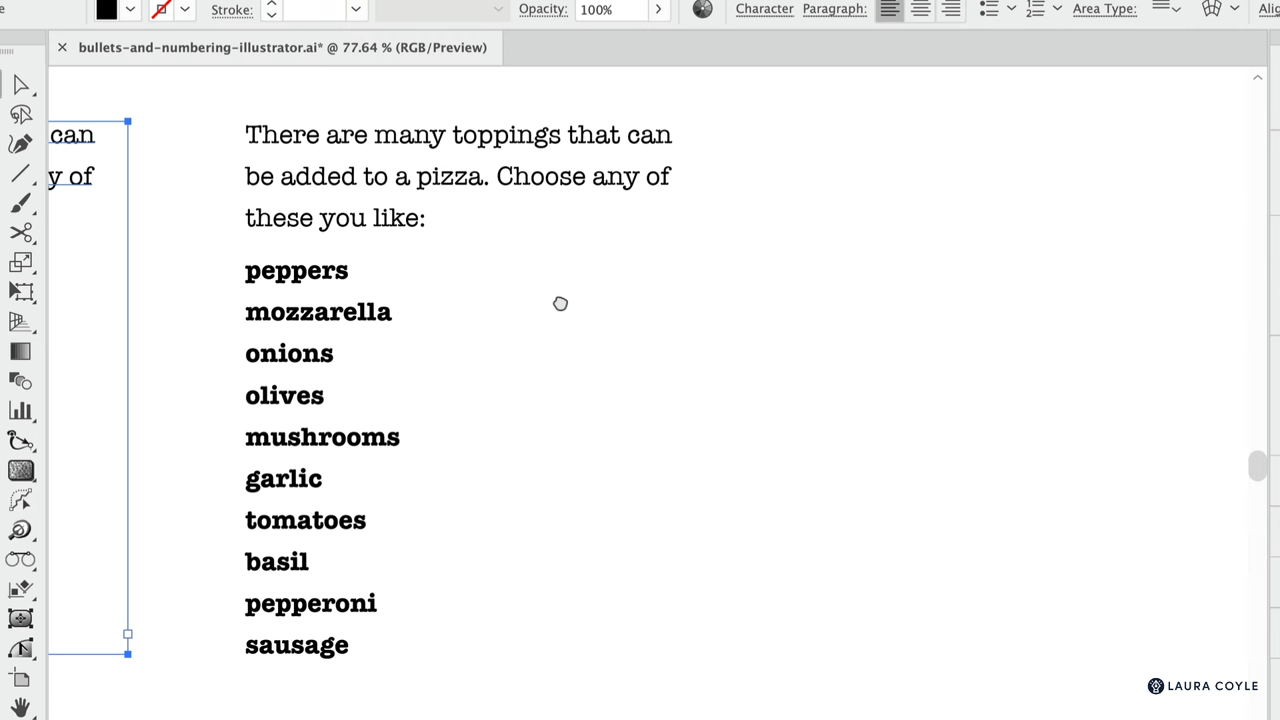 e
Stroke:
Opacity: 100%
Character
Paragraph:
Area Type:
Alig
bullets-and-numbering-illustrator.ai* @ 77.64 % (RGB/Preview)
can
y of
There are many toppings that can
be added to a pizza. Choose any of
these you like:
peppers
mozzarella
onions
olives
mushrooms
garlic
tomatoes
basil
pepperoni
sausage
LAURA COYLE